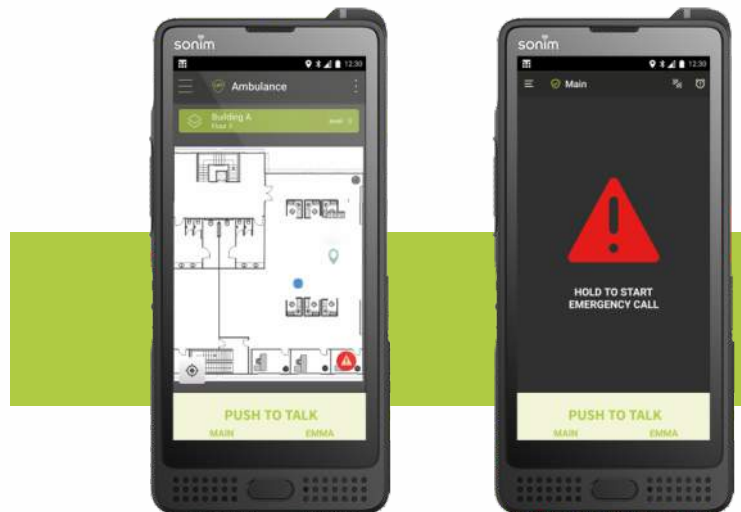 sonim
12:30
Ambulance
Building A
PUSH TO TALK
MAIN EMMA
sonim
12:30
Main
HOLD TO START
EMERGENCY CALL
PUSH TO TALK
MAIN EMMA